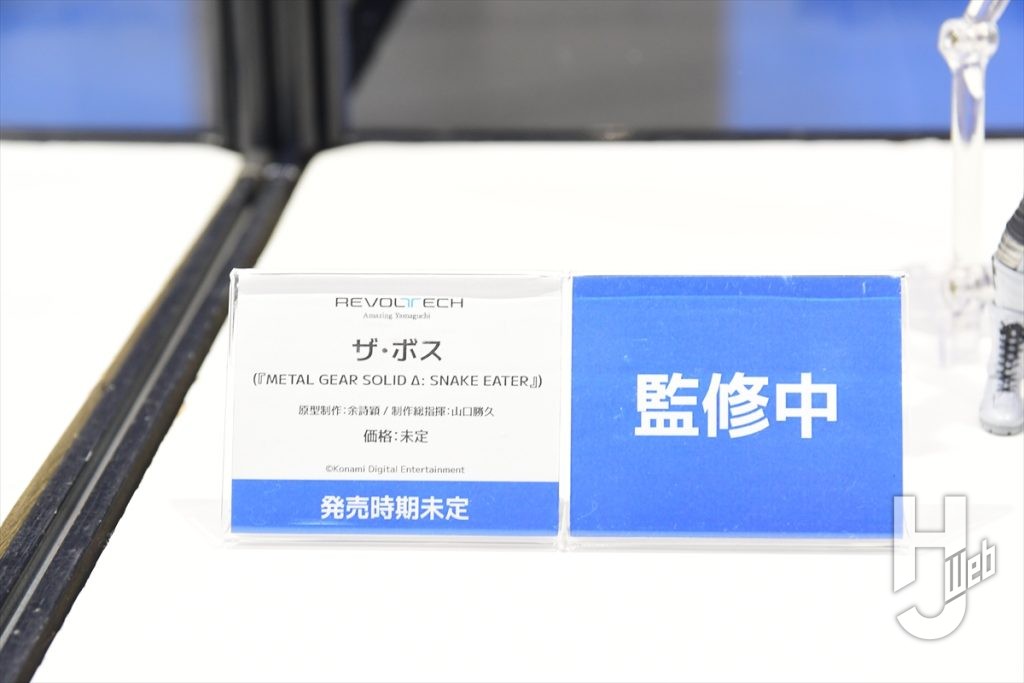 REVOLTECH
Amazing Yamaguchi
ザ・ボス
(『METAL GEAR SOLID Δ: SNAKE EATER』)
原型制作：余詩穎 / 制作総指揮：山口勝久
価格：未定
©Konami Digital Entertainment
発売時期未定
監修中
HJ Web